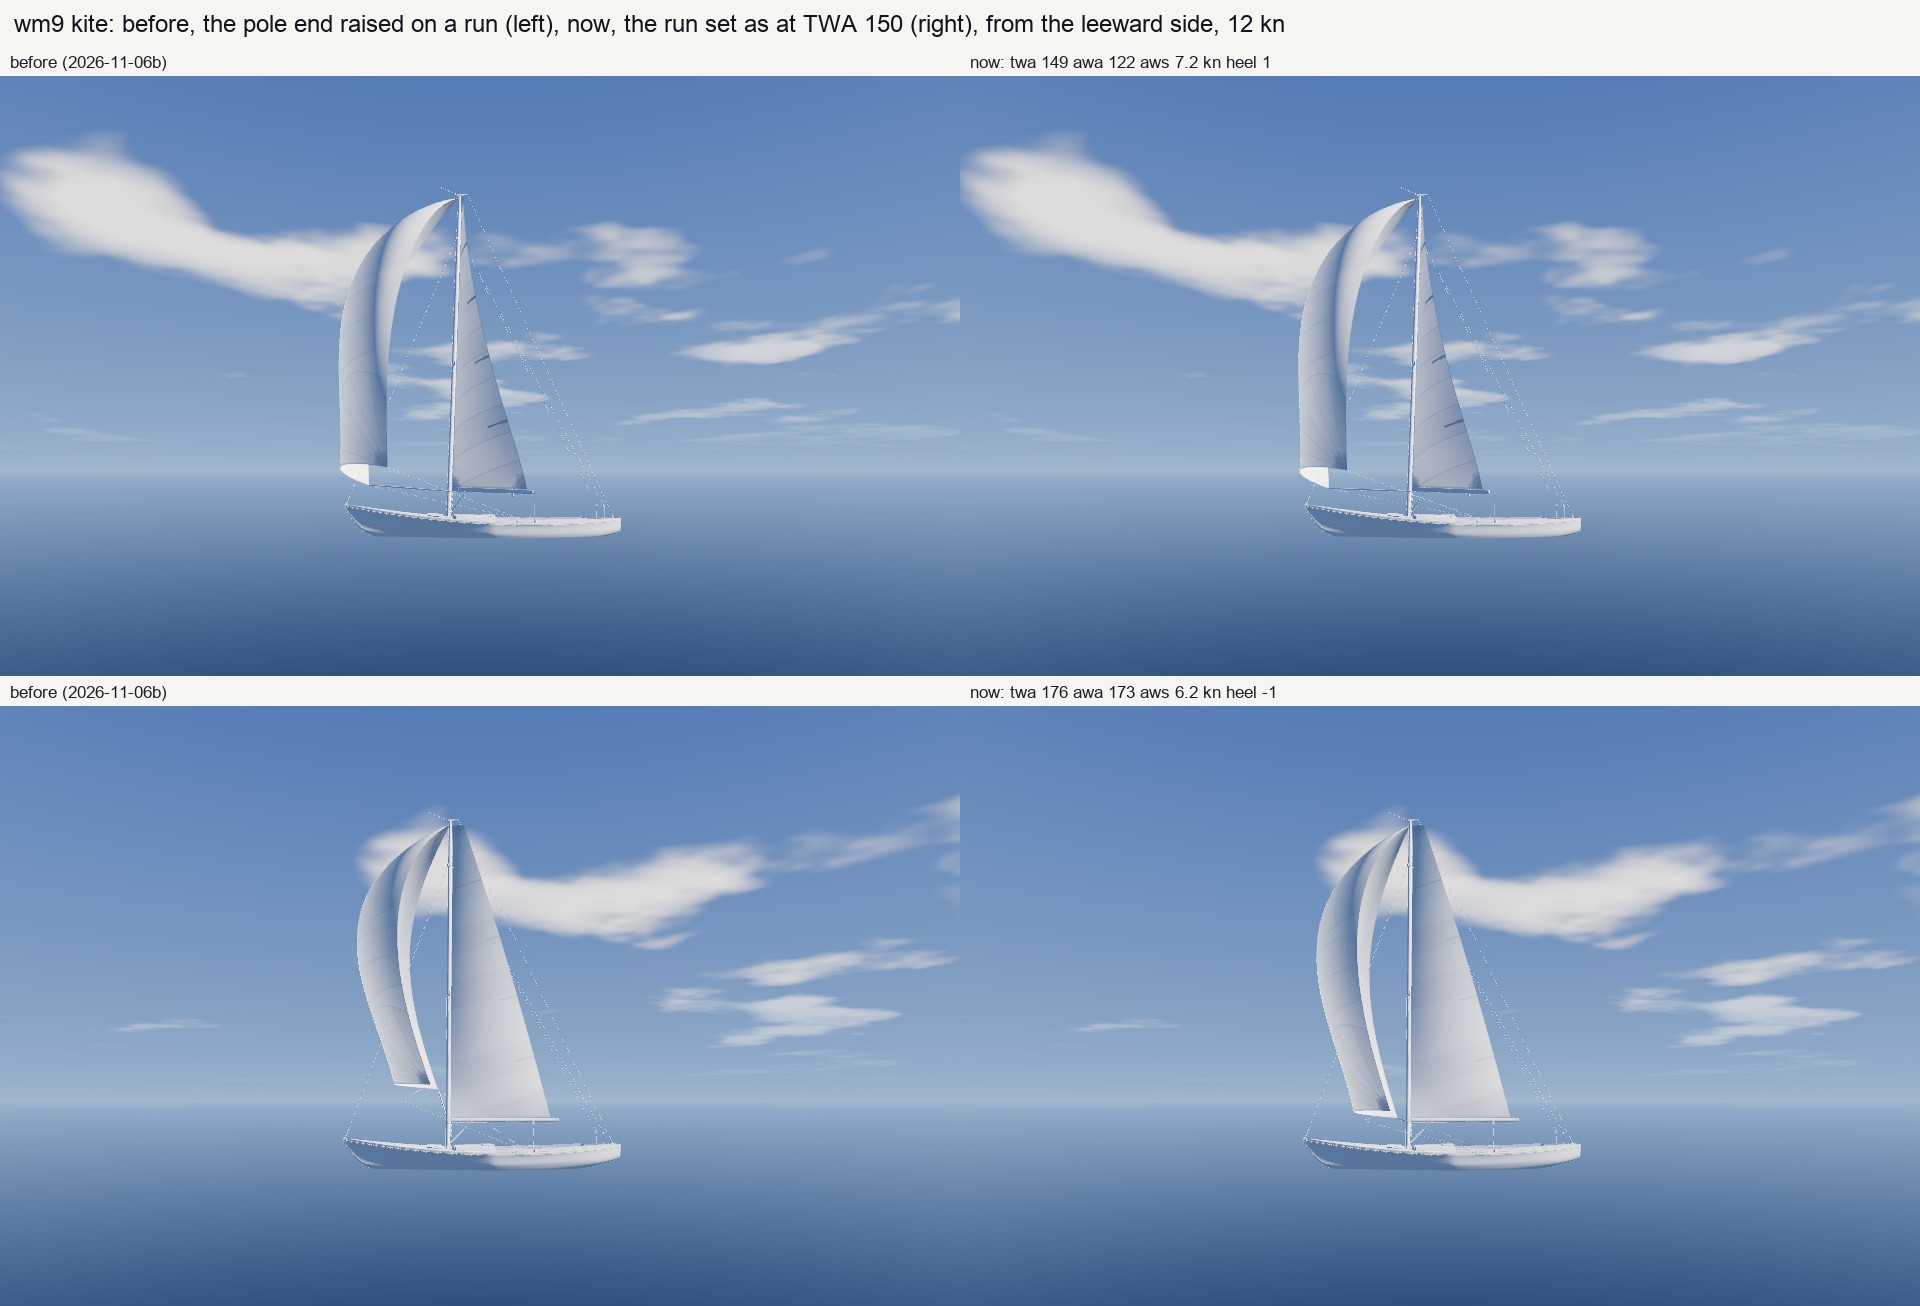 wm9 kite: before, the pole end raised on a run (left), now, the run set as at TWA 150 (right), from the leeward side, 12 kn
before (2026-11-06b)
now: twa 149 awa 122 aws 7.2 kn heel 1
before (2026-11-06b)
now: twa 176 awa 173 aws 6.2 kn heel -1